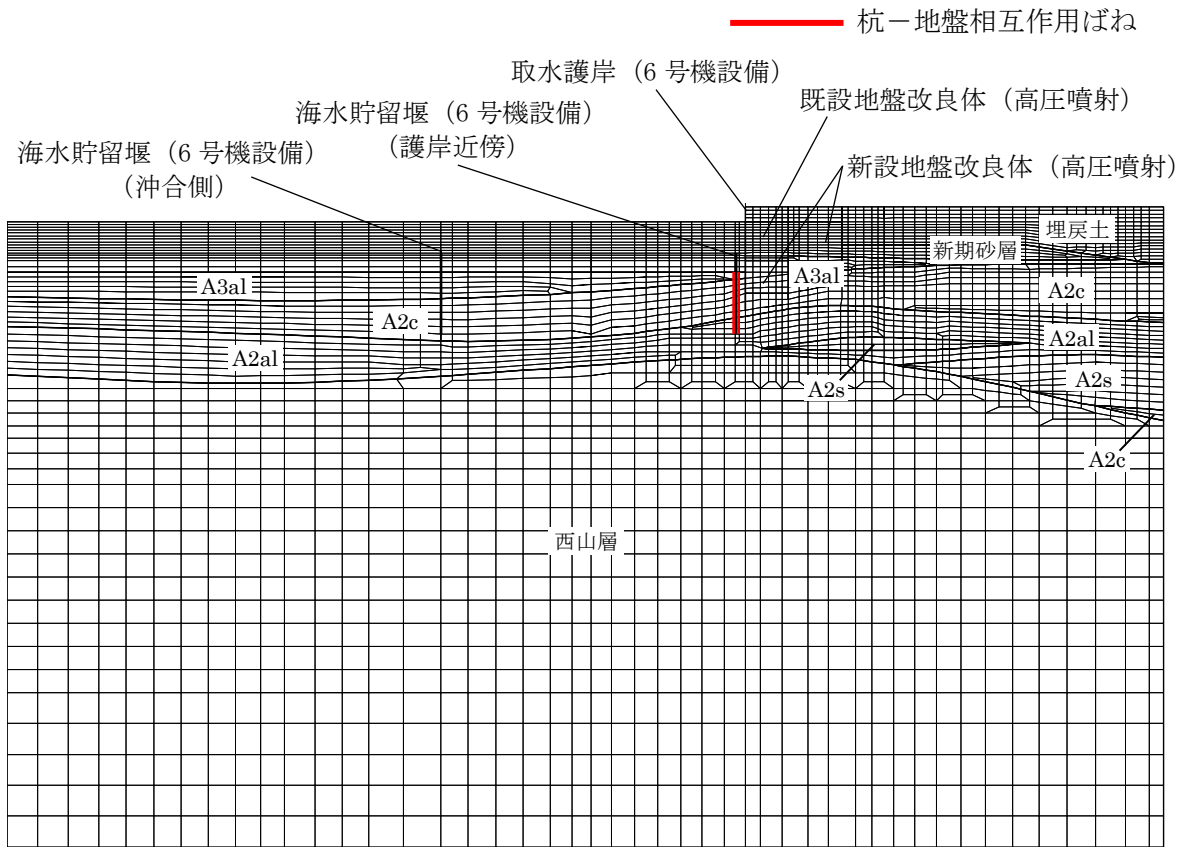 杭－地盤相互作用ばね
取水護岸（6 号機設備）
海水貯留堰（6 号機設備）
（護岸近傍）
既設地盤改良体（高圧噴射）
海水貯留堰（6 号機設備）
（沖合側）
新設地盤改良体（高圧噴射）
埋戻土
新期砂層
A3al
A3al
A2c
A2c
A2al
A2al
A2s
A2s
A2c
西山層